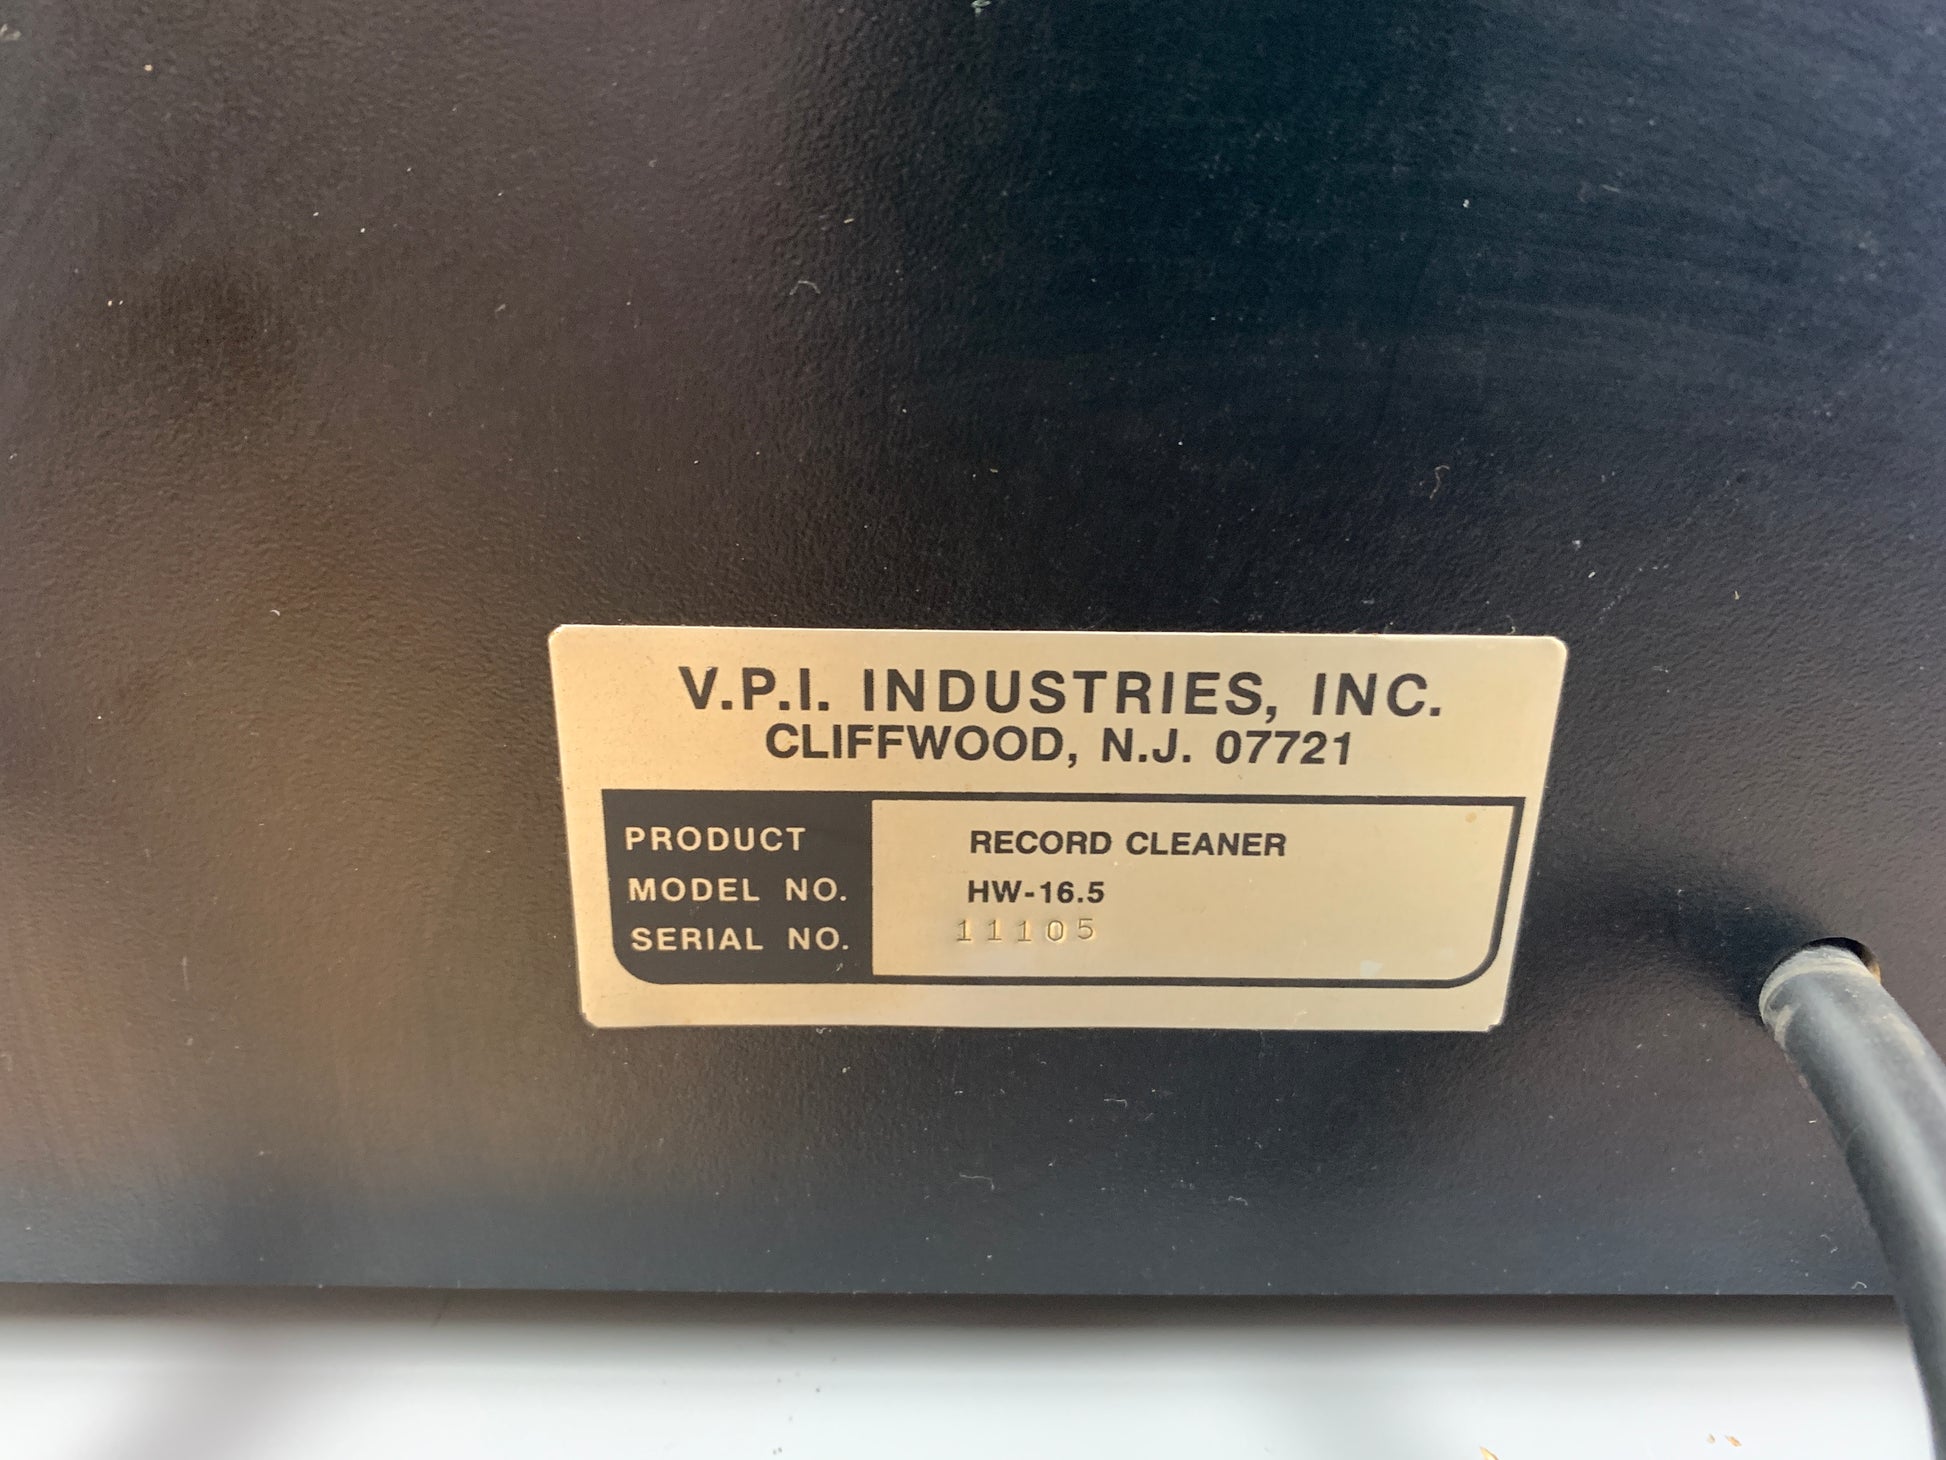 V.P.I. INDUSTRIES, INC.
CLIFFWOOD, N.J. 07721
PRODUCT RECORD CLEANER
MODEL NO. HW-16.5
SERIAL NO. 11105